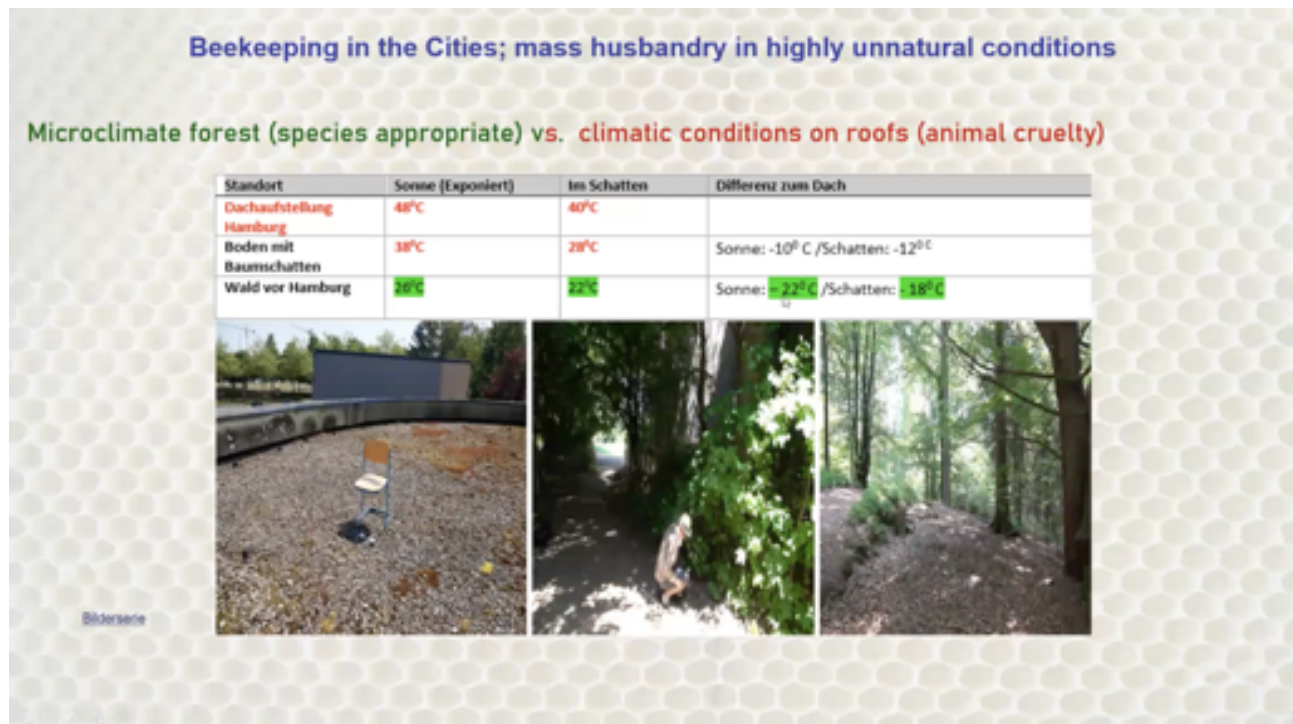 Beekeeping in the Cities; mass husbandry in highly unnatural conditions
Microclimate forest (species appropriate) vs. climatic conditions on roofs (animal cruelty)
Standort Sonne (Exponiert) Im Schatten Differenz zum Dach
Dachaufstellung Hamburg 48⁰C 40⁰C
Boden mit Baumschatten 38⁰C 28⁰C Sonne: -10⁰ C /Schatten: -12⁰ C
Wald vor Hamburg 26⁰C 22⁰C Sonne: – 22⁰ C /Schatten: - 18⁰ C
Bilderserie